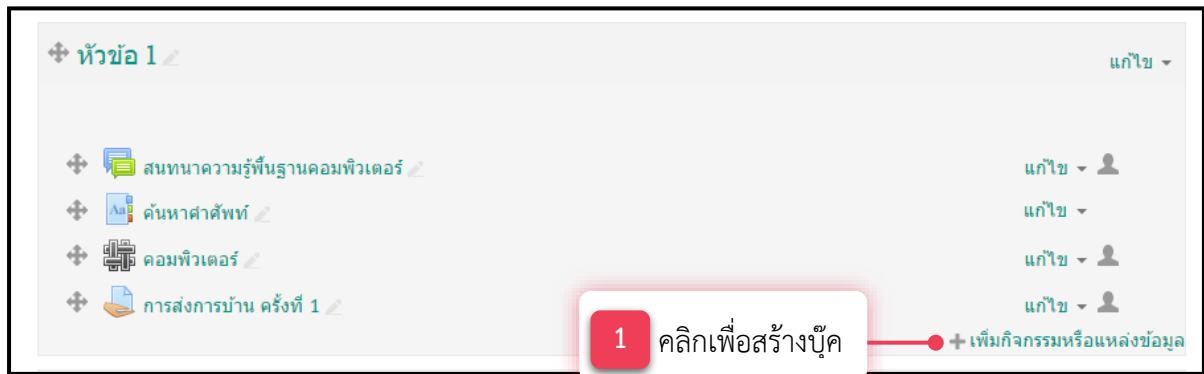 หัวข้อ 1
แก้ไข
สนทนาความรู้พื้นฐานคอมพิวเตอร์
แก้ไข
ค้นหาศาสัพท์
แก้ไข
คอมพิวเตอร์
แก้ไข
การส่งการบ้าน ครั้งที่ 1
แก้ไข
1 คลิกเพื่อสร้างบุ๊ค
เพิ่มกิจกรรมหรือแหล่งข้อมูล